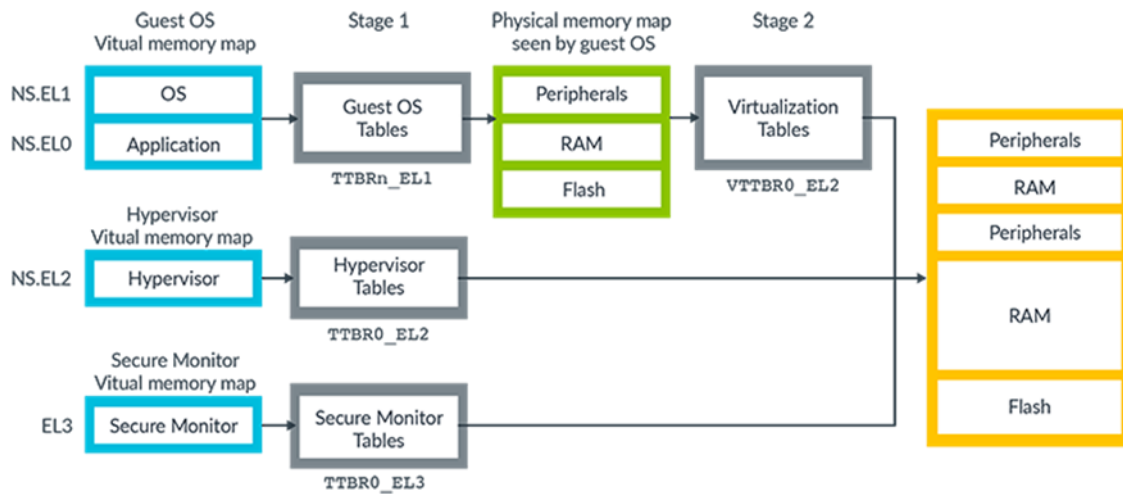 Guest OS
Vitual memory map
Stage 1
Physical memory map
seen by guest OS
Stage 2
NS.EL1
OS
NS.EL0
Application
Guest OS
Tables
TTBRn_EL1
Peripherals
RAM
Flash
Virtualization
Tables
VTTBR0_EL2
Peripherals
RAM
Peripherals
RAM
Flash
Hypervisor
Vitual memory map
NS.EL2
Hypervisor
Hypervisor
Tables
TTBR0_EL2
Secure Monitor
Vitual memory map
EL3
Secure Monitor
Secure Monitor
Tables
TTBR0_EL3